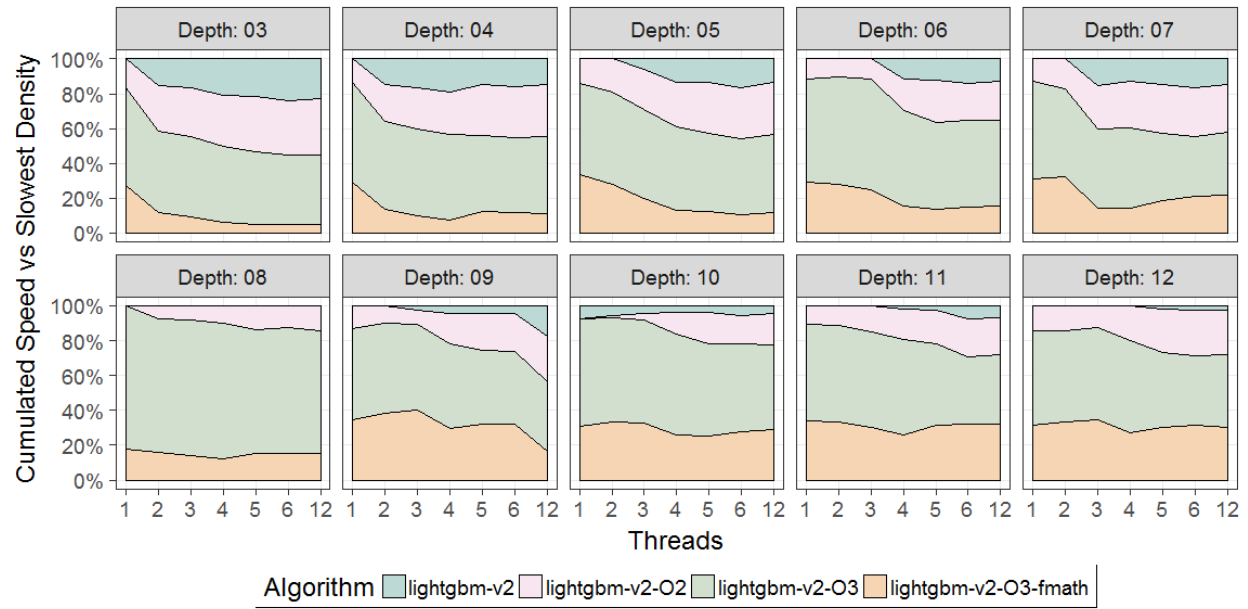 Cumulated Speed vs Slowest Density
Depth: 03 Depth: 04 Depth: 05 Depth: 06 Depth: 07
100%
80%
60%
40%
20%
0%
Depth: 08 Depth: 09 Depth: 10 Depth: 11 Depth: 12
100%
80%
60%
40%
20%
0%
1 2 3 4 5 6 12 1 2 3 4 5 6 12 1 2 3 4 5 6 12 1 2 3 4 5 6 12 1 2 3 4 5 6 12
Threads
Algorithm lightgbm-v2 lightgbm-v2-O2 lightgbm-v2-O3 lightgbm-v2-O3-fmath